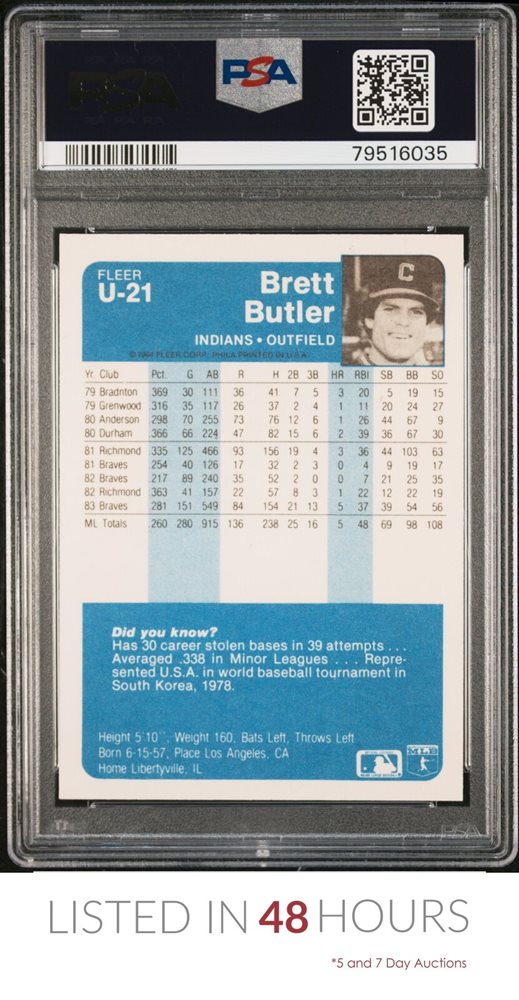 PSA
PSA
79516035
FLEER
U-21
Brett
Butler
INDIANS • OUTFIELD
© 1984 FLEER CORP. PHILA PRINTED IN U.S.A.
Yr. Club Pct. G AB R H 2B 3B HR RBI SB BB SO
79 Bradnton 369 30 111 36 41 7 5 3 20 5 19 15
79 Grenwood 316 35 117 26 37 2 4 1 11 20 24 27
80 Anderson 298 70 255 73 76 12 6 1 26 44 67 9
80 Durham 366 66 224 47 82 15 6 2 39 36 67 30
81 Richmond 335 125 466 93 156 19 4 3 36 44 103 63
81 Braves 254 40 126 17 32 2 3 0 4 9 19 17
82 Braves 217 89 240 35 52 2 0 0 7 21 25 35
82 Richmond 363 41 157 22 57 8 3 1 22 12 22 19
83 Braves 281 151 549 84 154 21 13 5 37 39 54 56
ML Totals 260 280 915 136 238 25 16 5 48 69 98 108
Did you know?
Has 30 career stolen bases in 39 attempts . . .
Averaged .338 in Minor Leagues . . . Repre-
sented U.S.A. in world baseball tournament in
South Korea, 1978.
Height 5'10", Weight 160, Bats Left, Throws Left
Born 6-15-57, Place Los Angeles, CA
Home Libertyville, IL
MLB
PSA
LISTED IN 48 HOURS
*5 and 7 Day Auctions